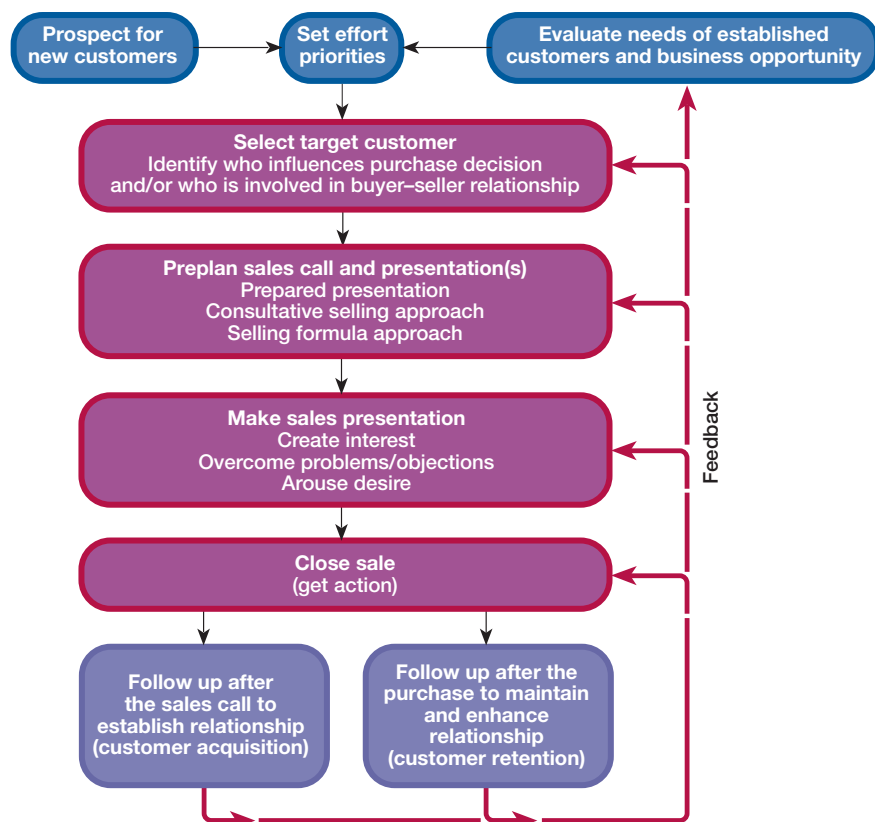 Prospect for
new customers
Set effort
priorities
Evaluate needs of established
customers and business opportunity
Select target customer
Identify who influences purchase decision
and/or who is involved in buyer–seller relationship
Preplan sales call and presentation(s)
Prepared presentation
Consultative selling approach
Selling formula approach
Make sales presentation
Create interest
Overcome problems/objections
Arouse desire
Feedback
Close sale
(get action)
Follow up after
the sales call to
establish relationship
(customer acquisition)
Follow up after the
purchase to maintain
and enhance
relationship
(customer retention)